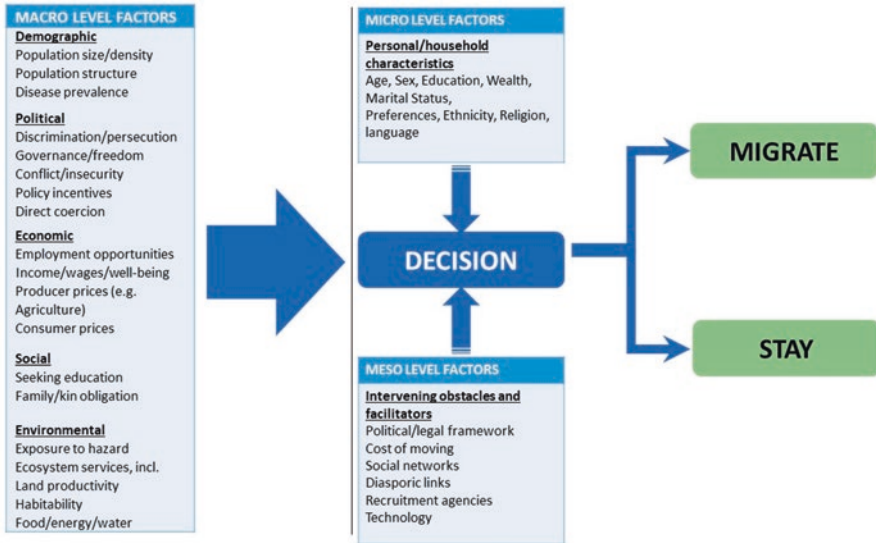 MACRO LEVEL FACTORS
Demographic
Population size/density
Population structure
Disease prevalence
Political
Discrimination/persecution
Governance/freedom
Conflict/insecurity
Policy incentives
Direct coercion
Economic
Employment opportunities
Income/wages/well-being
Producer prices (e.g.
Agriculture)
Consumer prices
Social
Seeking education
Family/kin obligation
Environmental
Exposure to hazard
Ecosystem services, incl.
Land productivity
Habitability
Food/energy/water
MICRO LEVEL FACTORS
Personal/household
characteristics
Age, Sex, Education, Wealth,
Marital Status,
Preferences, Ethnicity, Religion,
language
DECISION
MESO LEVEL FACTORS
Intervening obstacles and
facilitators
Political/legal framework
Cost of moving
Social networks
Diasporic links
Recruitment agencies
Technology
MIGRATE
STAY